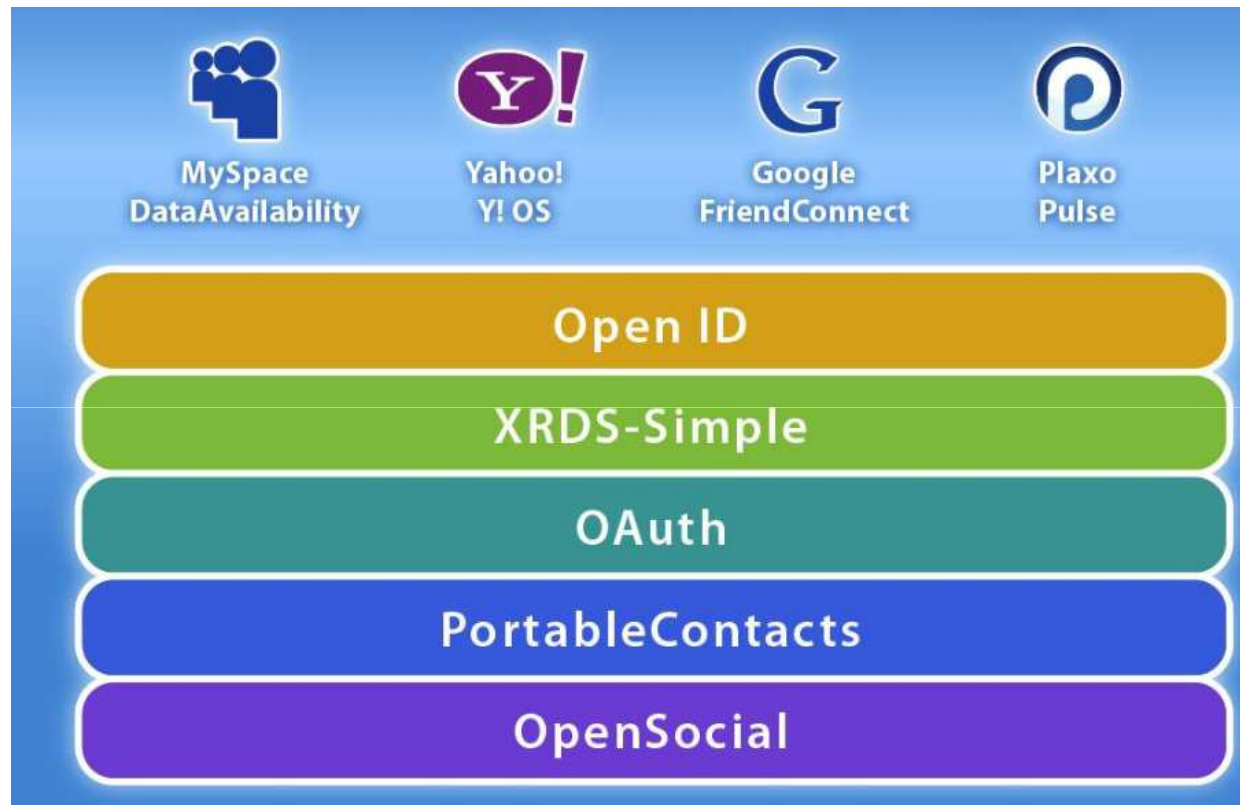 Y!
G
P
MySpace Yahoo! Google Plaxo
DataAvailability Y! OS FriendConnect Pulse
Open ID
XRDS-Simple
OAuth
PortableContacts
OpenSocial